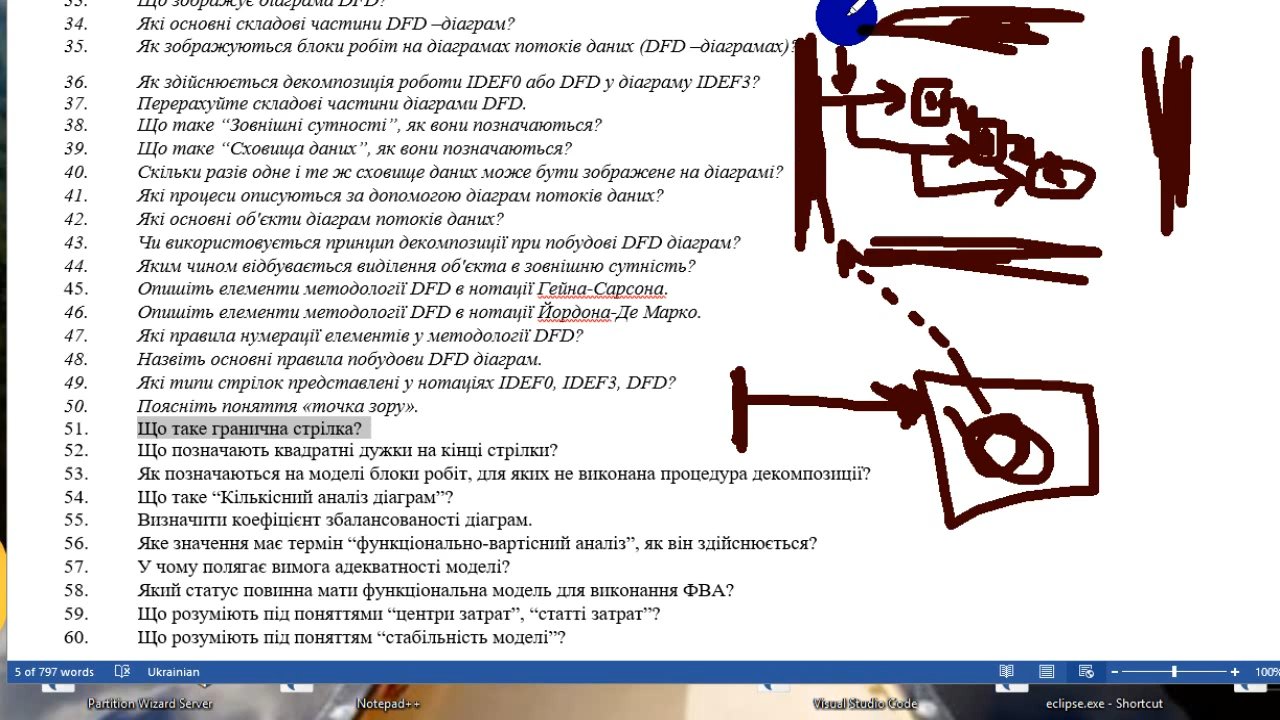 33. Що зображує діаграма DFD?
34. Які основні складові частини DFD –діаграм?
35. Як зображуються блоки робіт на діаграмах потоків даних (DFD –діаграмах)?
36. Як здійснюється декомпозиція роботи IDEF0 або DFD у діаграму IDEF3?
37. Перерахуйте складові частини діаграми DFD.
38. Що таке “Зовнішні сутності”, як вони позначаються?
39. Що таке “Сховища даних”, як вони позначаються?
40. Скільки разів одне і те ж сховище даних може бути зображене на діаграмі?
41. Які процеси описуються за допомогою діаграм потоків даних?
42. Які основні об'єкти діаграм потоків даних?
43. Чи використовується принцип декомпозиції при побудові DFD діаграм?
44. Яким чином відбувається виділення об'єкта в зовнішню сутність?
45. Опишіть елементи методології DFD в нотації Гейна-Сарсона.
46. Опишіть елементи методології DFD в нотації Йордона-Де Марко.
47. Які правила нумерації елементів у методології DFD?
48. Назвіть основні правила побудови DFD діаграм.
49. Які типи стрілок представлені у нотаціях IDEF0, IDEF3, DFD?
50. Поясніть поняття «точка зору».
51. Що таке гранична стрілка?
52. Що позначають квадратні дужки на кінці стрілки?
53. Як позначаються на моделі блоки робіт, для яких не виконана процедура декомпозиції?
54. Що таке “Кількісний аналіз діаграм”?
55. Визначити коефіцієнт збалансованості діаграм.
56. Яке значення має термін “функціонально-вартісний аналіз”, як він здійснюється?
57. У чому полягає вимога адекватності моделі?
58. Який статус повинна мати функціональна модель для виконання ФВА?
59. Що розуміють під поняттями “центри затрат”, “статті затрат”?
60. Що розуміють під поняттям “стабільність моделі”?
5 of 797 words Ukrainian 100%
Partition Wizard Server Notepad++ Visual Studio Code eclipse.exe - Shortcut